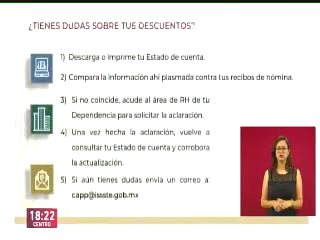 ¿TIENES DUDAS SOBRE TUS DESCUENTOS?
1) Descarga o imprime tu Estado de cuenta.
2) Compara la información ahí plasmada contra tus recibos de nómina.
3) Si no coincide, acude al área de RH de tu
Dependencia para solicitar la aclaración.
4) Una vez hecha la aclaración, vuelve a
consultar tu Estado de cuenta y corrobora
la actualización.
5) Si aún tienes dudas envía un correo a:
capp@issste.gob.mx
18:22
CENTRO